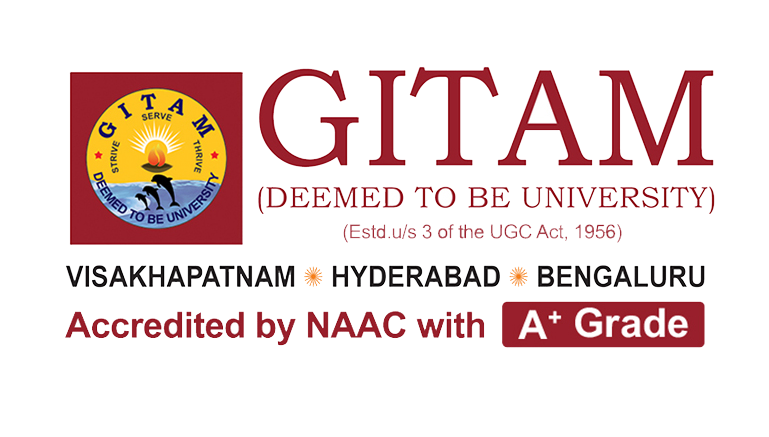 GITAM
STRIVE SERVE THRIVE
DEEMED TO BE UNIVERSITY
GITAM
(DEEMED TO BE UNIVERSITY)
(Estd.u/s 3 of the UGC Act, 1956)
VISAKHAPATNAM HYDERABAD BENGALURU
Accredited by NAAC with A+ Grade